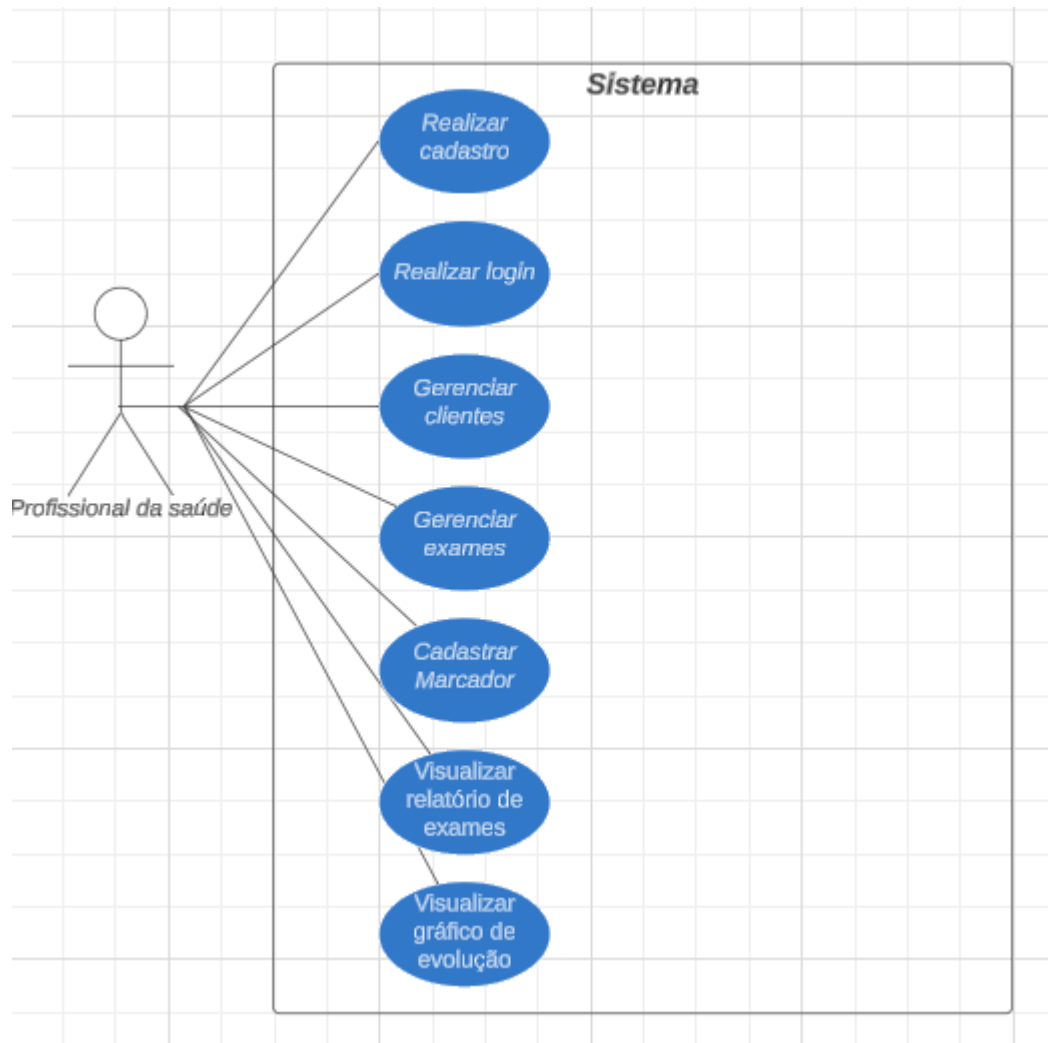 Sistema
Realizar
cadastro
Realizar login
Gerenciar
clientes
Gerenciar
exames
Profissional da saúde
Cadastrar
Marcador
Visualizar
relatório de
exames
Visualizar
gráfico de
evolução